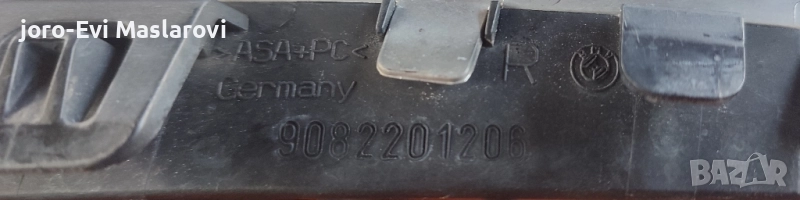 joro-Evi Maslarovi
>ASA+PC<
Germany
R
9082201206
BAZAR